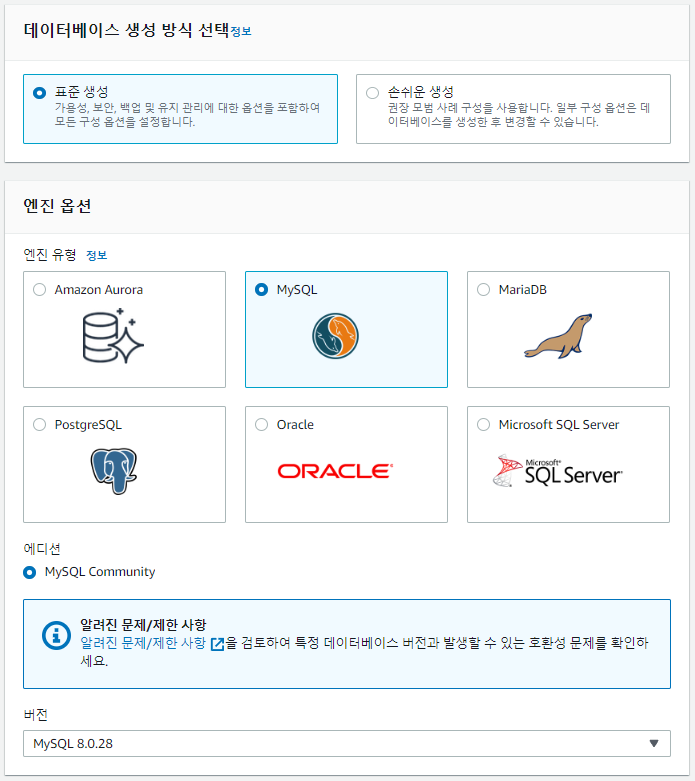 데이터베이스 생성 방식 선택정보
표준 생성
가용성, 보안, 백업 및 유지 관리에 대한 옵션을 포함하여
모든 구성 옵션을 설정합니다.
손쉬운 생성
권장 모범 사례 구성을 사용합니다. 일부 구성 옵션은 데
이터베이스를 생성한 후 변경할 수 있습니다.
엔진 옵션
엔진 유형 정보
Amazon Aurora
MySQL
MariaDB
PostgreSQL
Oracle
ORACLE®
Microsoft SQL Server
Microsoft®
SQL Server®
에디션
MySQL Community
알려진 문제/제한 사항
알려진 문제/제한 사항 을 검토하여 특정 데이터베이스 버전과 발생할 수 있는 호환성 문제를 확인하
세요.
버전
MySQL 8.0.28